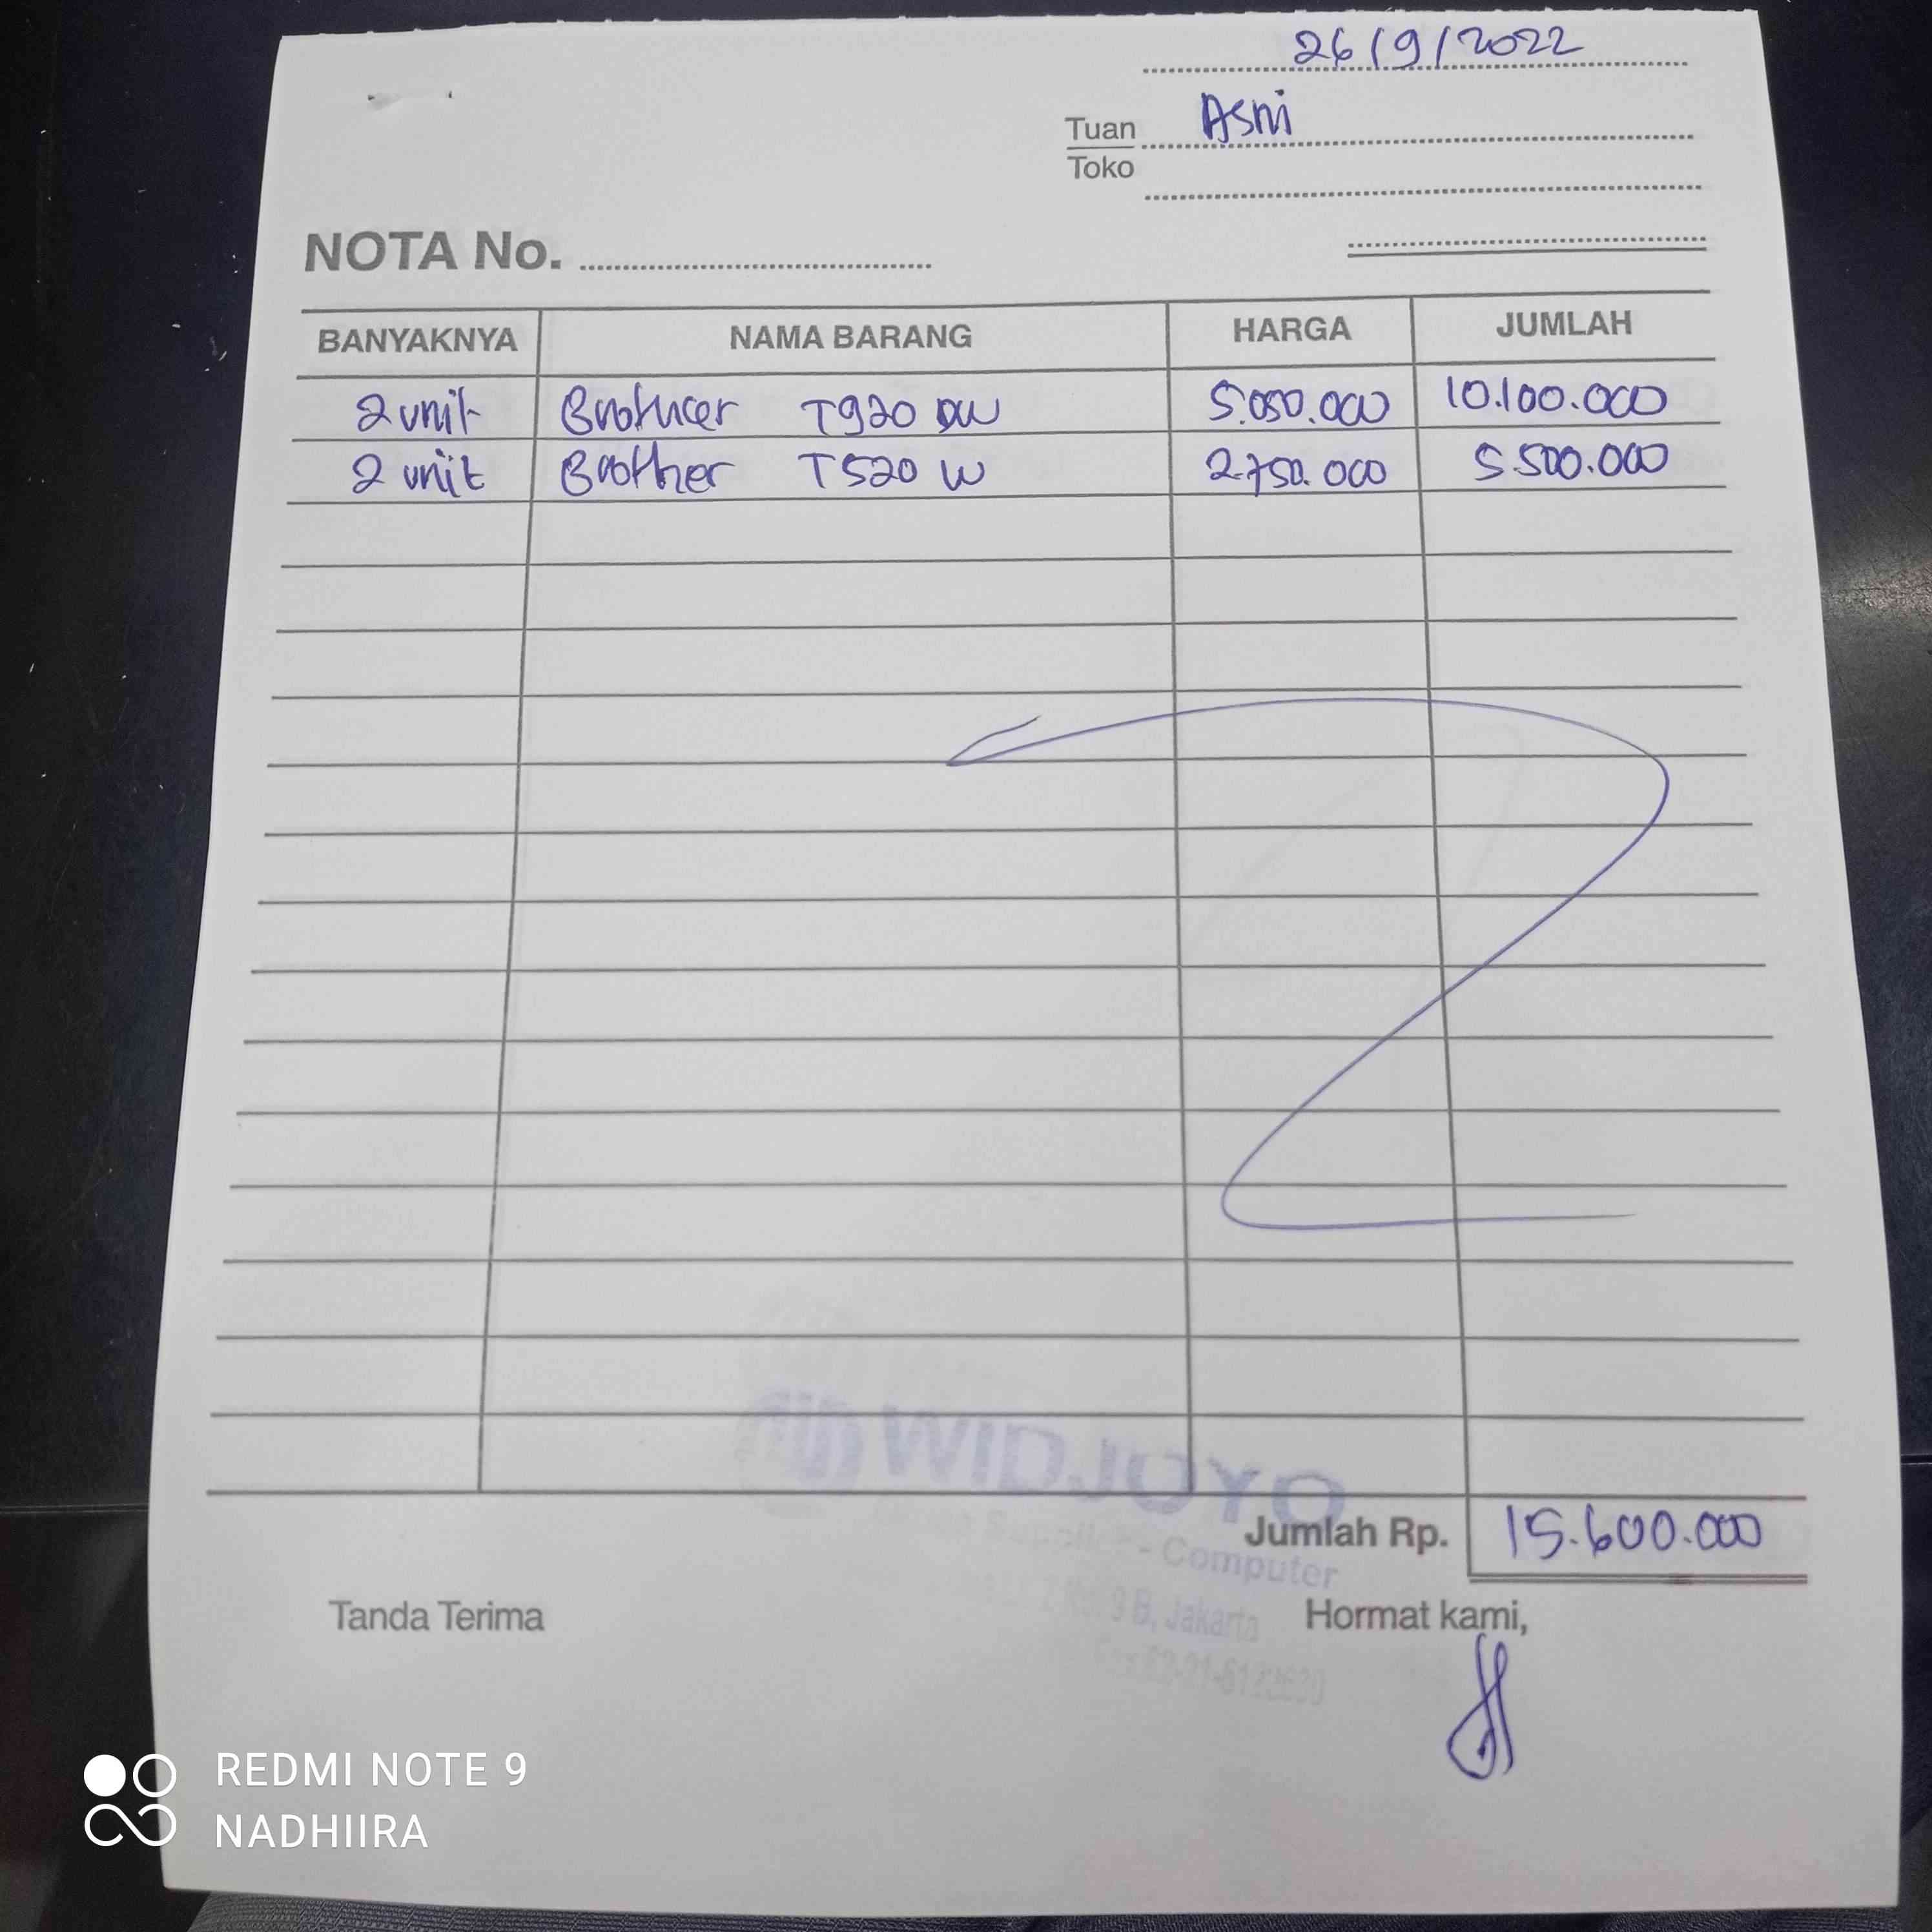 26/9/2022
Tuan Asni
Toko
NOTA No.
BANYAKNYA NAMA BARANG HARGA JUMLAH
2 unit Brother T920 DW 5.050.000 10.100.000
2 unit Brother T520 W 2.750.000 5.500.000
WIDJOYO
Jumlah Rp. 15.600.000
- Computer
9B, Jakarta
Tanda Terima Hormat kami,
REDMI NOTE 9
NADHIIRA